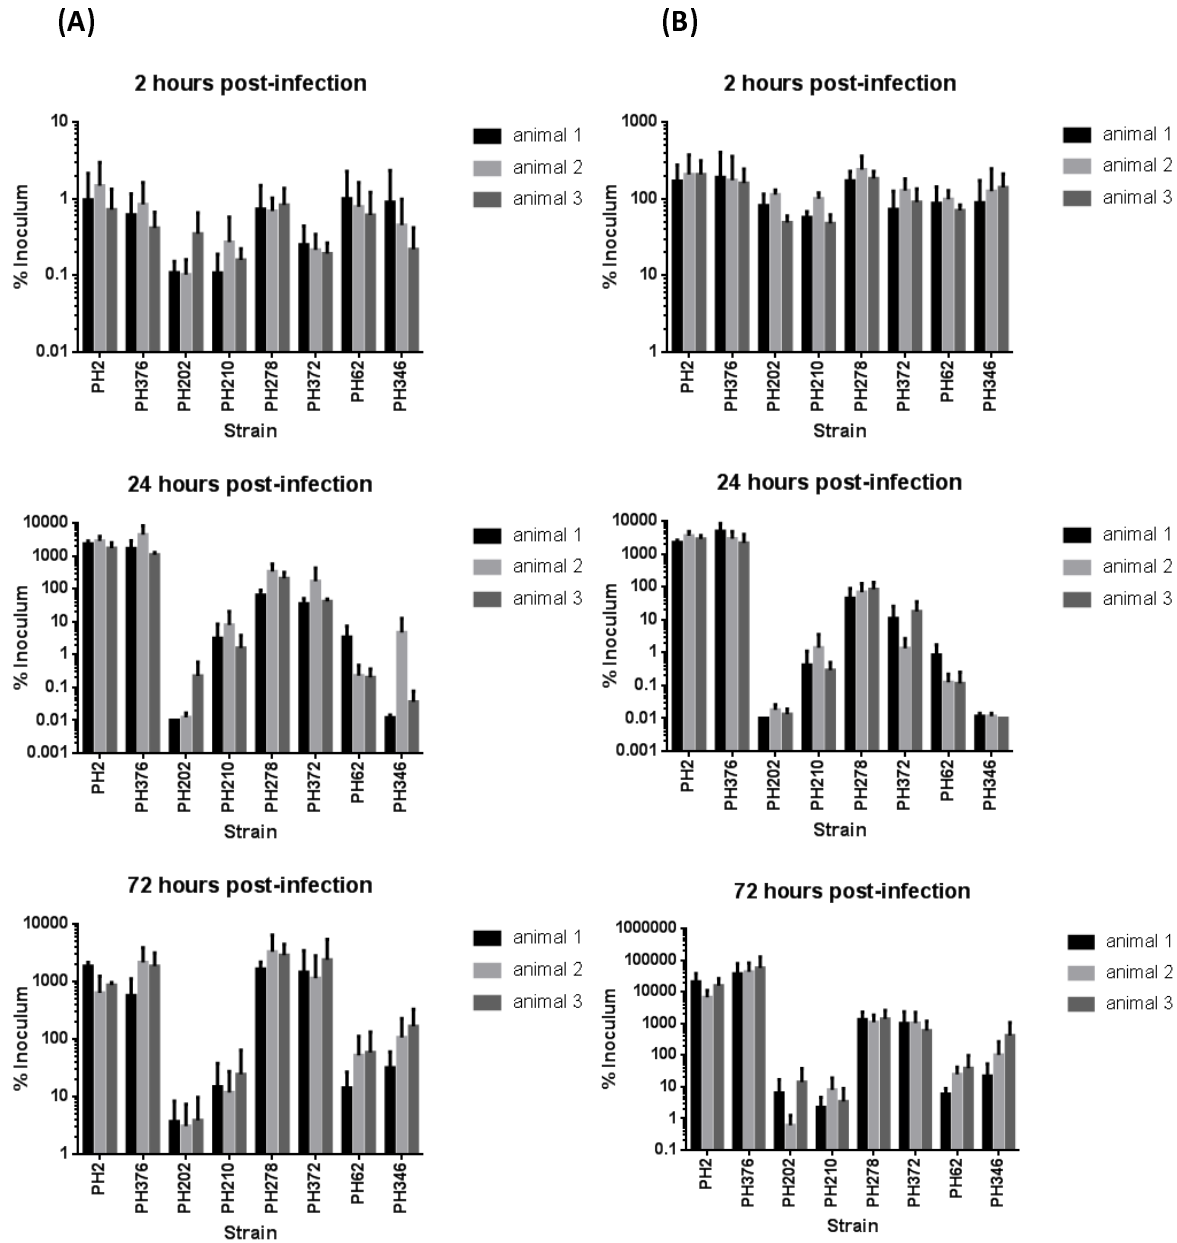 (A)
2 hours post-infection
% Inoculum
10
1
0.1
0.01
PH2
PH376
PH202
PH210
PH278
PH372
PH62
PH346
Strain
animal 1
animal 2
animal 3
24 hours post-infection
% Inoculum
10000
1000
100
10
1
0.1
0.01
0.001
PH2
PH376
PH202
PH210
PH278
PH372
PH62
PH346
Strain
animal 1
animal 2
animal 3
72 hours post-infection
% Inoculum
10000
1000
100
10
1
PH2
PH376
PH202
PH210
PH278
PH372
PH62
PH346
Strain
animal 1
animal 2
animal 3
(B)
2 hours post-infection
% Inoculum
1000
100
10
1
PH2
PH376
PH202
PH210
PH278
PH372
PH62
PH346
Strain
animal 1
animal 2
animal 3
24 hours post-infection
% Inoculum
10000
1000
100
10
1
0.1
0.01
0.001
PH2
PH376
PH202
PH210
PH278
PH372
PH62
PH346
Strain
animal 1
animal 2
animal 3
72 hours post-infection
% Inoculum
1000000
100000
10000
1000
100
10
1
0.1
PH2
PH376
PH202
PH210
PH278
PH372
PH62
PH346
Strain
animal 1
animal 2
animal 3